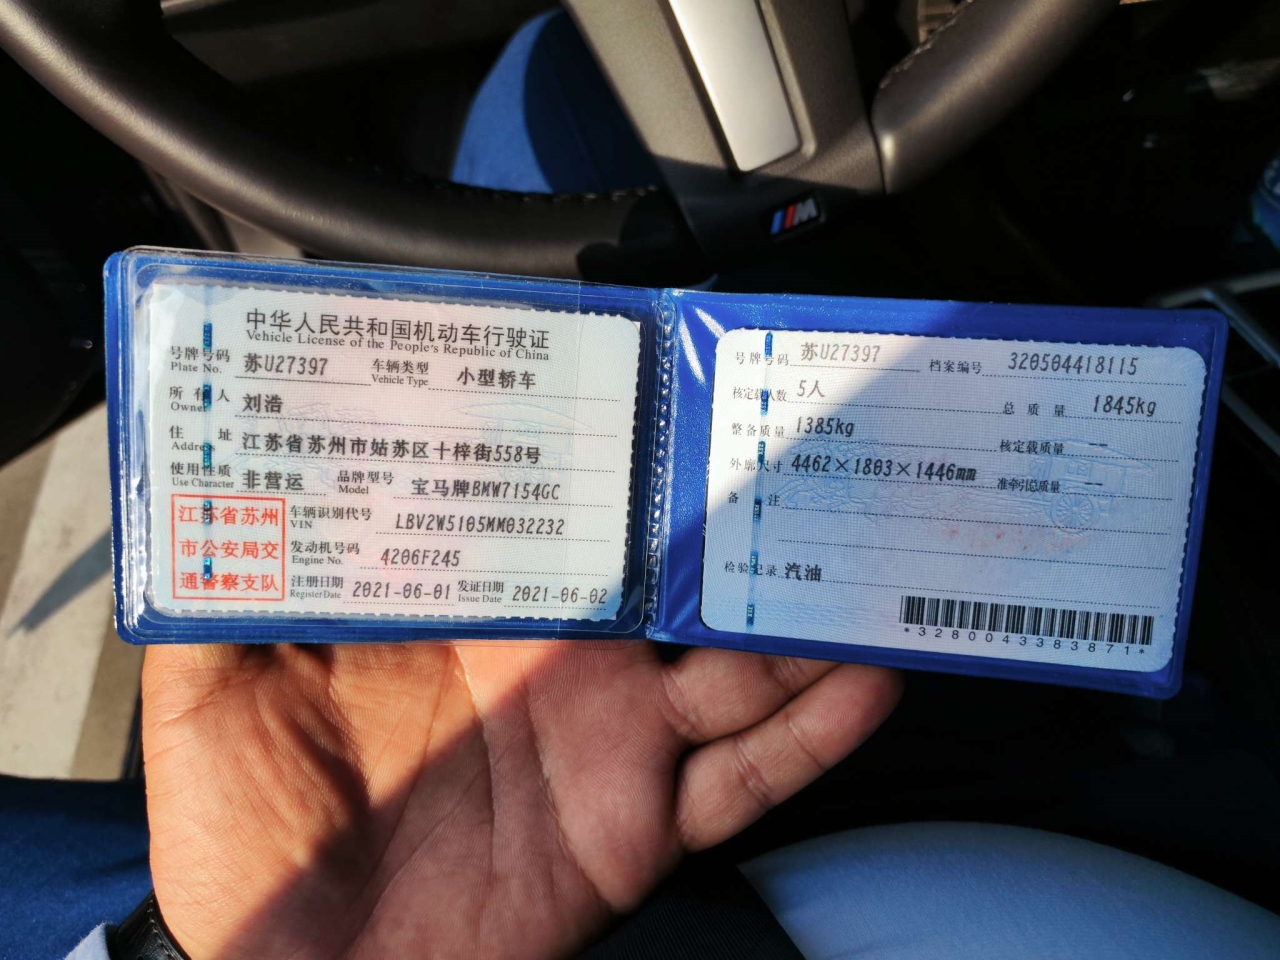 中华人民共和国机动车行驶证
Vehicle License of the People's Republic of China
号牌号码 苏U27397 车辆类型 小型轿车
Plate No. Vehicle Type
所有人 刘浩
Owner
住址 江苏省苏州市姑苏区十梓街558号
Address
使用性质 非营运 品牌型号 宝马牌BMW7154GC
Use Character Model
江苏省苏州
市公安局交
通警察支队
车辆识别代号 LBV2W5105MM032232
VIN
发动机号码 4206F245
Engine No.
注册日期 2021-06-01 发证日期 2021-06-02
Register Date Issue Date
号牌号码 苏U27397 档案编号 320504418115
核定载人数 5人 总质量 1845kg
整备质量 1385kg 核定载质量 --
外廓尺寸 4462×1803×1446mm 准牵引总质量 --
备注
检验记录 汽油
*3280043383871*
M